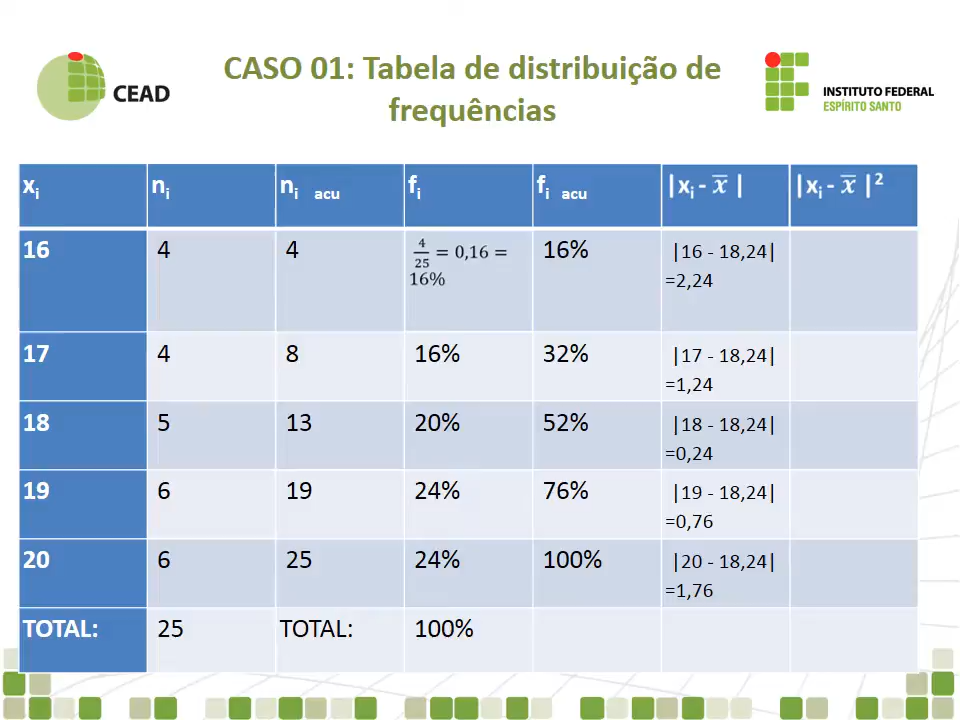 CASO 01: Tabela de distribuição de
frequências
CEAD
INSTITUTO FEDERAL
ESPÍRITO SANTO
xᵢ nᵢ nᵢ acu fᵢ fᵢ acu |xᵢ - x̅ | |xᵢ - x̅ |²
16 4 4 4/25 = 0,16 = 16% 16% |16 - 18,24| =2,24
17 4 8 16% 32% |17 - 18,24| =1,24
18 5 13 20% 52% |18 - 18,24| =0,24
19 6 19 24% 76% |19 - 18,24| =0,76
20 6 25 24% 100% |20 - 18,24| =1,76
TOTAL: 25 TOTAL: 100%